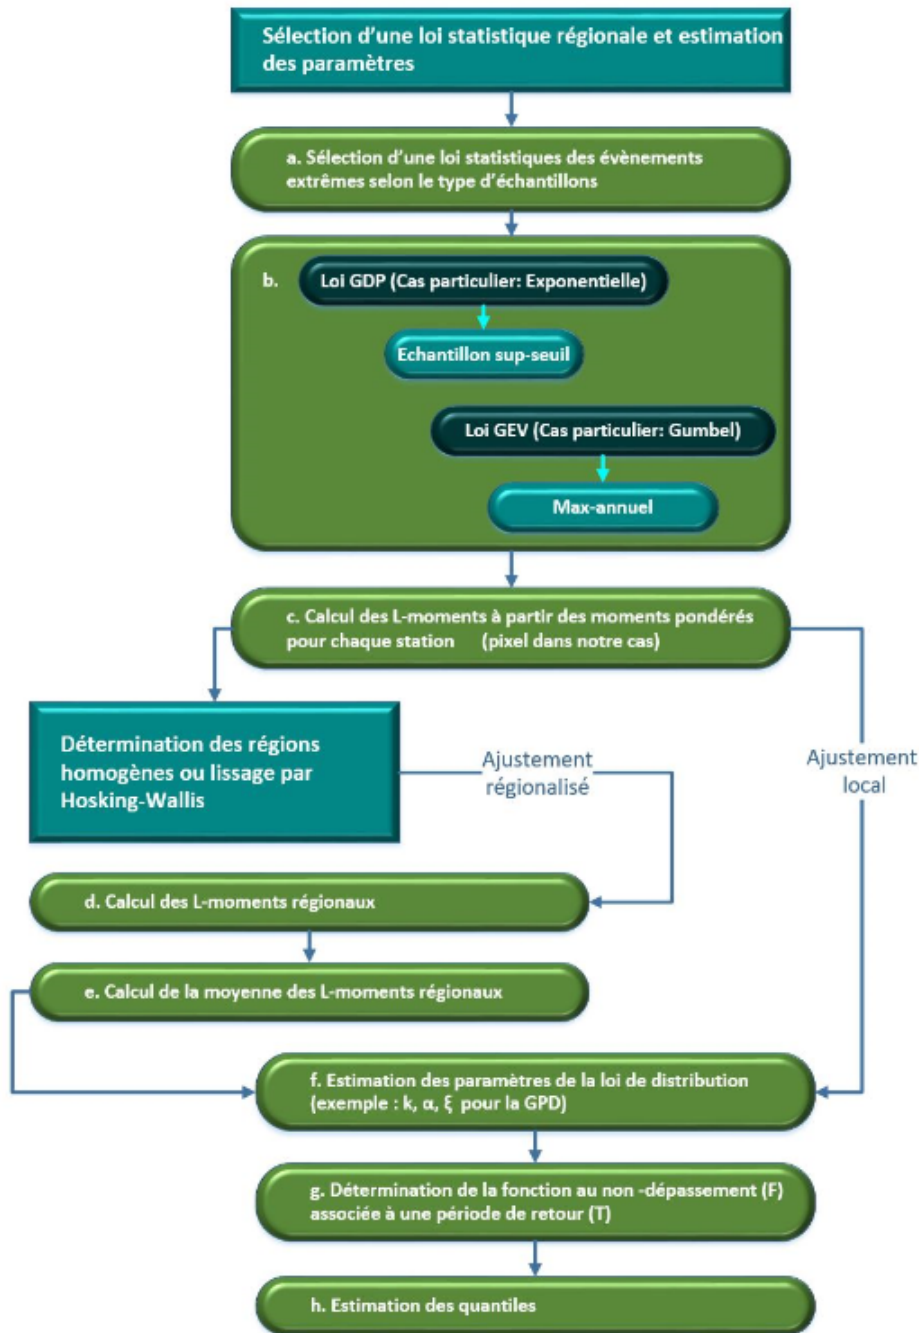 Sélection d'une loi statistique régionale et estimation
des paramètres
a. Sélection d'une loi statistiques des évènements
extrêmes selon le type d'échantillons
b.
Loi GDP (Cas particulier: Exponentielle)
Echantillon sup-seuil
Loi GEV (Cas particulier: Gumbel)
Max-annuel
c. Calcul des L-moments à partir des moments pondérés
pour chaque station (pixel dans notre cas)
Détermination des régions
homogènes ou lissage par
Hosking-Wallis
Ajustement
régionalisé
Ajustement
local
d. Calcul des L-moments régionaux
e. Calcul de la moyenne des L-moments régionaux
f. Estimation des paramètres de la loi de distribution
(exemple : k, α, ξ pour la GPD)
g. Détermination de la fonction au non -dépassement (F)
associée à une période de retour (T)
h. Estimation des quantiles